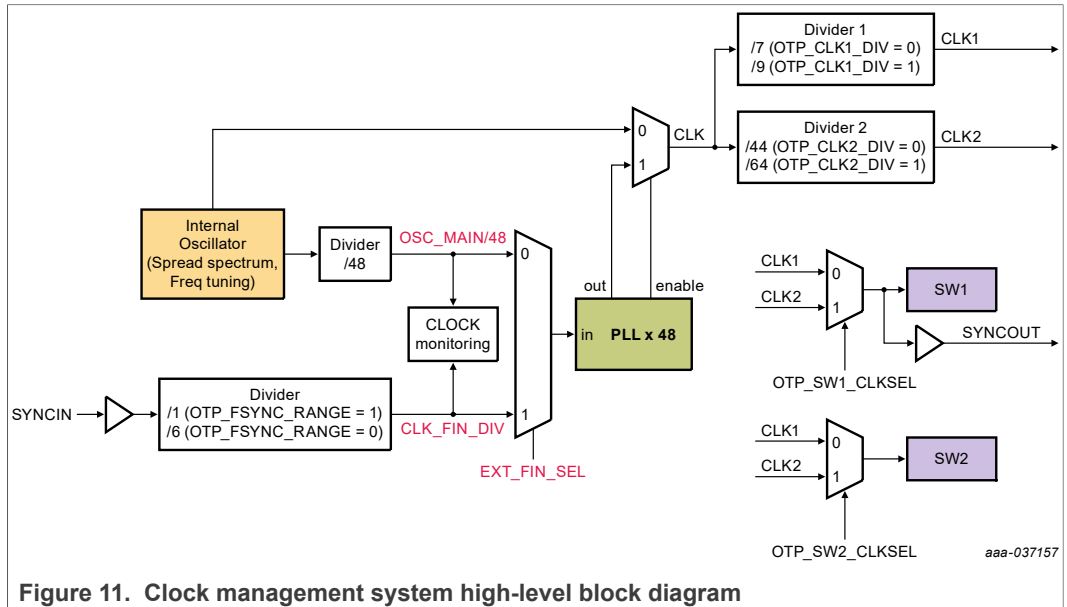 Divider 1
/7 (OTP_CLK1_DIV = 0)
/9 (OTP_CLK1_DIV = 1)
CLK1
0
1
CLK
Divider 2
/44 (OTP_CLK2_DIV = 0)
/64 (OTP_CLK2_DIV = 1)
CLK2
Internal
Oscillator
(Spread spectrum,
Freq tuning)
Divider
/48
OSC_MAIN/48
0
1
CLOCK
monitoring
out
enable
in PLL x 48
SYNCIN
Divider
/1 (OTP_FSYNC_RANGE = 1)
/6 (OTP_FSYNC_RANGE = 0)
CLK_FIN_DIV
EXT_FIN_SEL
CLK1
CLK2
0
1
SW1
SYNCOUT
OTP_SW1_CLKSEL
CLK1
CLK2
0
1
SW2
OTP_SW2_CLKSEL
aaa-037157
Figure 11. Clock management system high-level block diagram